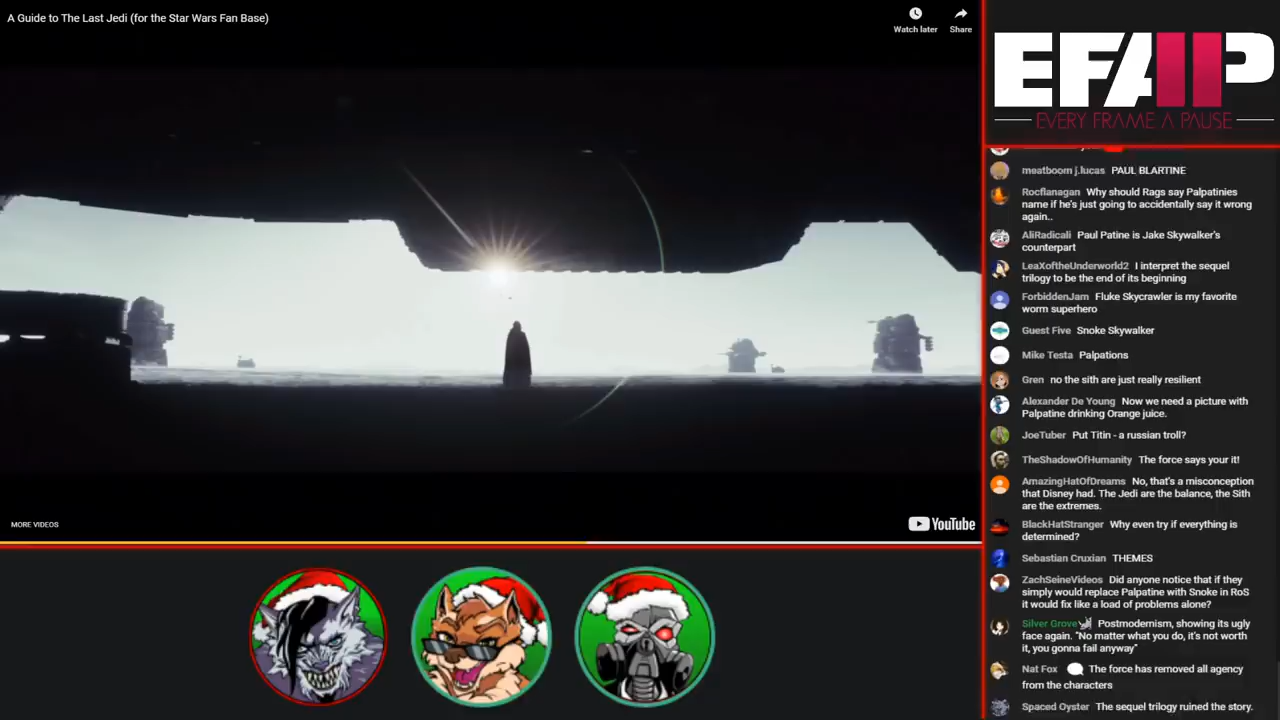 A Guide to The Last Jedi (for the Star Wars Fan Base)
Watch later
Share
MORE VIDEOS
YouTube
EFAP
EVERY FRAME A PAUSE
meatboom j.lucas PAUL BLARTINE
Rocflanagan Why should Rags say Palpatinies
name if he's just going to accidentally say it wrong
again..
AliRadicali Paul Patine is Jake Skywalker's
counterpart
LeaXoftheUnderworld2 I interpret the sequel
trilogy to be the end of its beginning
ForbiddenJam Fluke Skycrawler is my favorite
worm superhero
Guest Five Snoke Skywalker
Mike Testa Palpations
Gren no the sith are just really resilient
Alexander De Young Now we need a picture with
Palpatine drinking Orange juice.
JoeTuber Put Titin - a russian troll?
TheShadowOfHumanity The force says your it!
AmazingHatOfDreams No, that's a misconception
that Disney had. The Jedi are the balance, the Sith
are the extremes.
BlackHatStranger Why even try if everything is
determined?
Sebastian Cruxian THEMES
ZachSeineVideos Did anyone notice that if they
simply would replace Palpatine with Snoke in RoS
it would fix like a load of problems alone?
Silver Grove Postmodernism, showing its ugly
face again. "No matter what you do, it's not worth
it, you gonna fail anyway"
Nat Fox The force has removed all agency
from the characters
Spaced Oyster The sequel trilogy ruined the story.